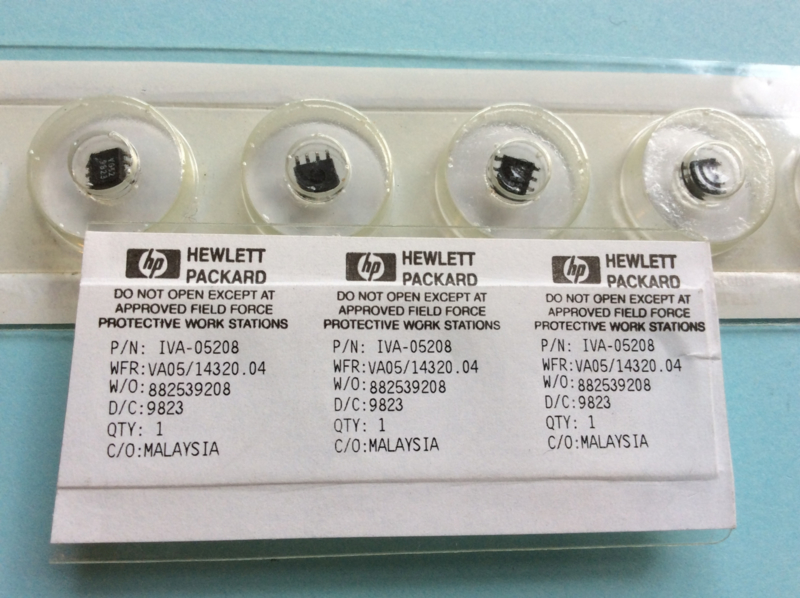 V5Z2
9823
hp HEWLETT
PACKARD
DO NOT OPEN EXCEPT AT
APPROVED FIELD FORCE
PROTECTIVE WORK STATIONS
P/N: IVA-05208
WFR:VA05/14320.04
W/O:882539208
D/C:9823
QTY: 1
C/O:MALAYSIA
hp HEWLETT
PACKARD
DO NOT OPEN EXCEPT AT
APPROVED FIELD FORCE
PROTECTIVE WORK STATIONS
P/N: IVA-05208
WFR:VA05/14320.04
W/O:882539208
D/C:9823
QTY: 1
C/O:MALAYSIA
hp HEWLETT
PACKARD
DO NOT OPEN EXCEPT AT
APPROVED FIELD FORCE
PROTECTIVE WORK STATIONS
P/N: IVA-05208
WFR:VA05/14320.04
W/O:882539208
D/C:9823
QTY: 1
C/O:MALAYSIA